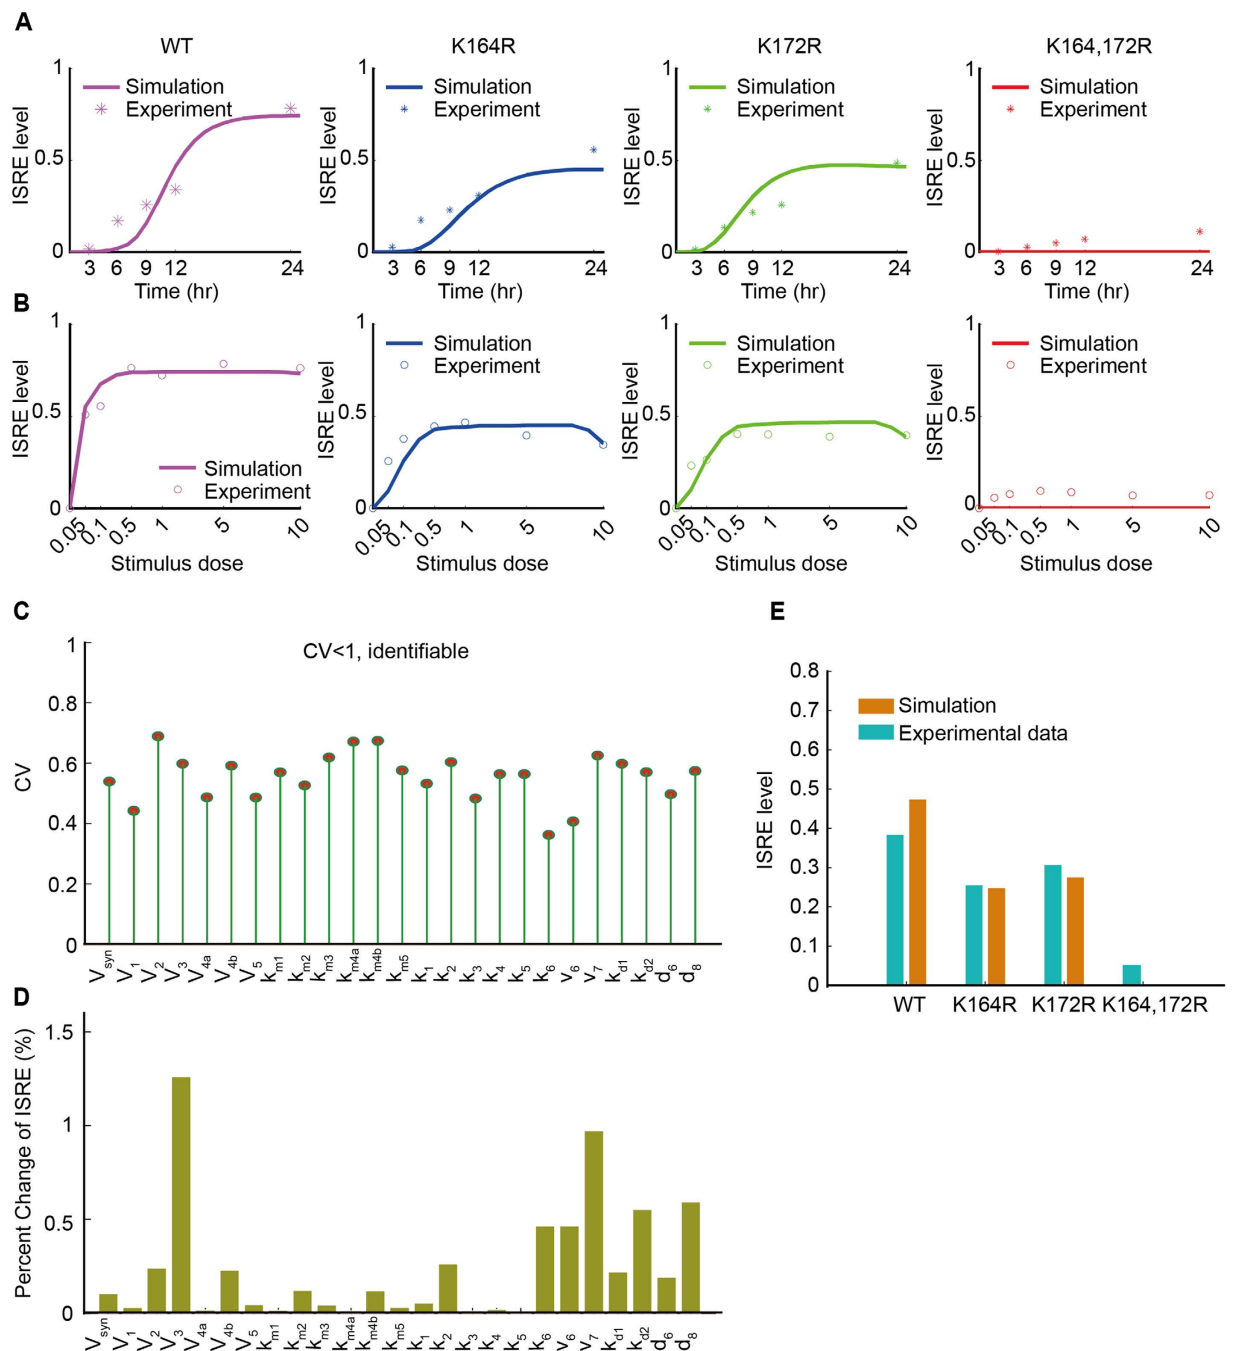 A
WT
K164R
K172R
K164,172R
1
Simulation
Experiment
0.5
0
ISRE level
3 6 9 12 24
Time (hr)
1
Simulation
Experiment
0.5
0
ISRE level
3 6 9 12 24
Time (hr)
1
Simulation
Experiment
0.5
0
ISRE level
3 6 9 12 24
Time (hr)
1
Simulation
Experiment
0.5
0
ISRE level
3 6 9 12 24
Time (hr)
B
1
0.5
0
ISRE level
Simulation
Experiment
0.05 0.1 0.5 1 5 10
Stimulus dose
1
Simulation
Experiment
0.5
0
ISRE level
0.05 0.1 0.5 1 5 10
Stimulus dose
1
Simulation
Experiment
0.5
0
ISRE level
0.05 0.1 0.5 1 5 10
Stimulus dose
1
Simulation
Experiment
0.5
0
ISRE level
0.05 0.1 0.5 1 5 10
Stimulus dose
C
CV<1, identifiable
1
0.8
0.6
0.4
0.2
0
CV
Vsyn V1 V2 V3 V4a V4b V5 km1 km2 km3 km4a km4b km5 k1 k2 k3 k4 k5 k6 v6 v7 kd1 kd2 d6 d8
D
1.5
1
0.5
0
Percent Change of ISRE (%)
Vsyn V1 V2 V3 V4a V4b V5 km1 km2 km3 km4a km4b km5 k1 k2 k3 k4 k5 k6 v6 v7 kd1 kd2 d6 d8
E
0.8
0.7
0.6
0.5
0.4
0.3
0.2
0.1
0
ISRE level
Simulation
Experimental data
WT K164R K172R K164,172R